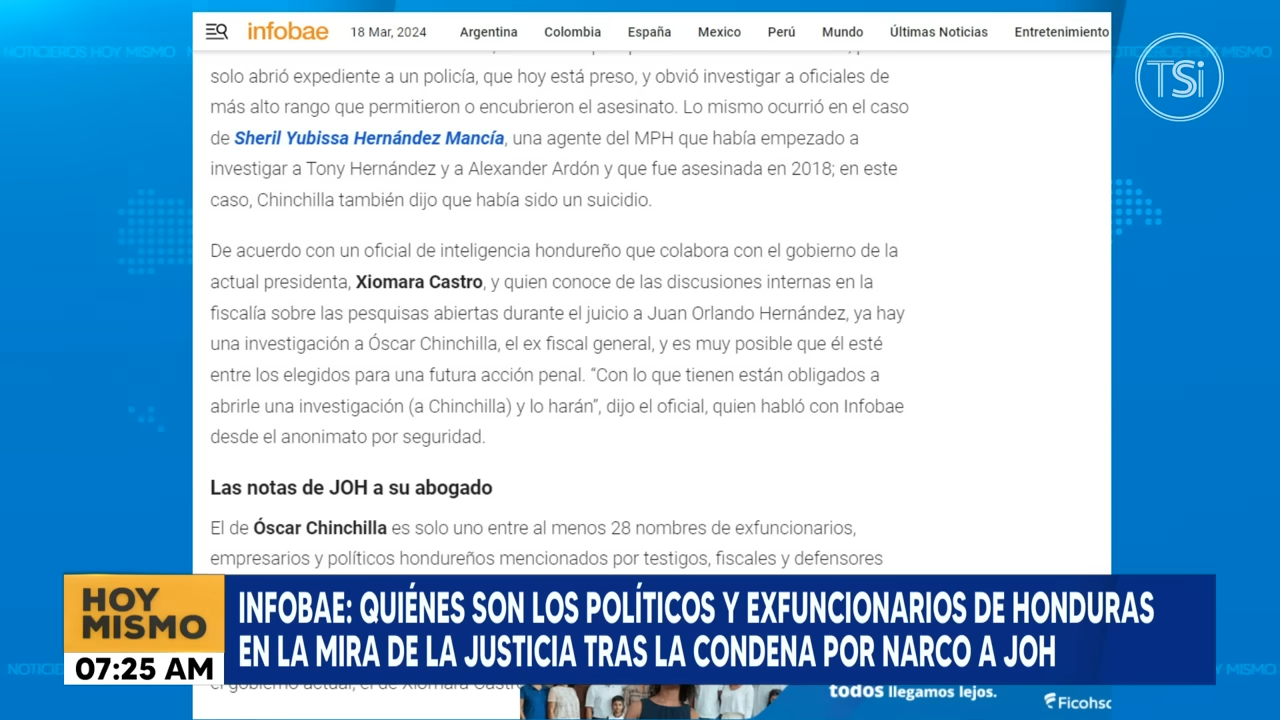 infobae
18 Mar, 2024
Argentina
Colombia
España
Mexico
Perú
Mundo
Últimas Noticias
Entretenimiento
NOTICIEROS HOY MISMO
TSi
solo abrió expediente a un policía, que hoy está preso, y obvió investigar a oficiales de
más alto rango que permitieron o encubrieron el asesinato. Lo mismo ocurrió en el caso
de Sheril Yubissa Hernández Mancía, una agente del MPH que había empezado a
investigar a Tony Hernández y a Alexander Ardón y que fue asesinada en 2018; en este
caso, Chinchilla también dijo que había sido un suicidio.
De acuerdo con un oficial de inteligencia hondureño que colabora con el gobierno de la
actual presidenta, Xiomara Castro, y quien conoce de las discusiones internas en la
fiscalía sobre las pesquisas abiertas durante el juicio a Juan Orlando Hernández, ya hay
una investigación a Óscar Chinchilla, el ex fiscal general, y es muy posible que él esté
entre los elegidos para una futura acción penal. “Con lo que tienen están obligados a
abrirle una investigación (a Chinchilla) y lo harán”, dijo el oficial, quien habló con Infobae
desde el anonimato por seguridad.
Las notas de JOH a su abogado
El de Óscar Chinchilla es solo uno entre al menos 28 nombres de exfuncionarios,
empresarios y políticos hondureños mencionados por testigos, fiscales y defensores
HOY
MISMO
07:25 AM
INFOBAE: QUIÉNES SON LOS POLÍTICOS Y EXFUNCIONARIOS DE HONDURAS
EN LA MIRA DE LA JUSTICIA TRAS LA CONDENA POR NARCO A JOH
el gobierno actual, el de Xiomara Castro
todos llegamos lejos.
Ficohsa